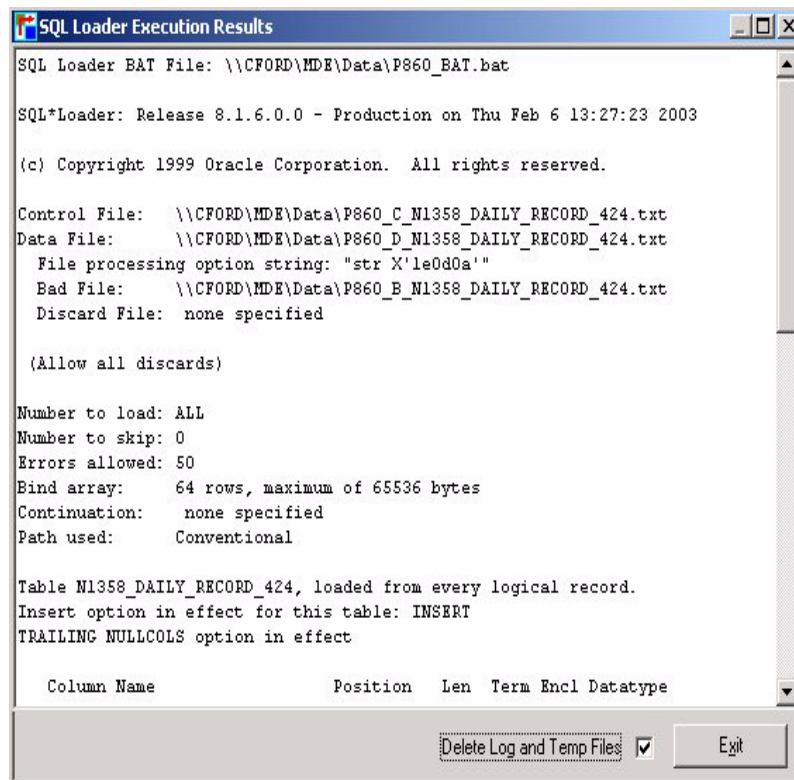 SQL Loader Execution Results
SQL Loader BAT File: \\CFORD\MDE\Data\P860_BAT.bat
SQL*Loader: Release 8.1.6.0.0 - Production on Thu Feb 6 13:27:23 2003
(c) Copyright 1999 Oracle Corporation.  All rights reserved.
Control File:   \\CFORD\MDE\Data\P860_C_N1358_DAILY_RECORD_424.txt
Data File:      \\CFORD\MDE\Data\P860_D_N1358_DAILY_RECORD_424.txt
  File processing option string: "str X'1e0d0a'"
  Bad File:     \\CFORD\MDE\Data\P860_B_N1358_DAILY_RECORD_424.txt
  Discard File:  none specified
 (Allow all discards)
Number to load: ALL
Number to skip: 0
Errors allowed: 50
Bind array:     64 rows, maximum of 65536 bytes
Continuation:    none specified
Path used:      Conventional
Table N1358_DAILY_RECORD_424, loaded from every logical record.
Insert option in effect for this table: INSERT
TRAILING NULLCOLS option in effect
   Column Name                  Position   Len  Term Encl Datatype
Delete Log and Temp Files
Exit